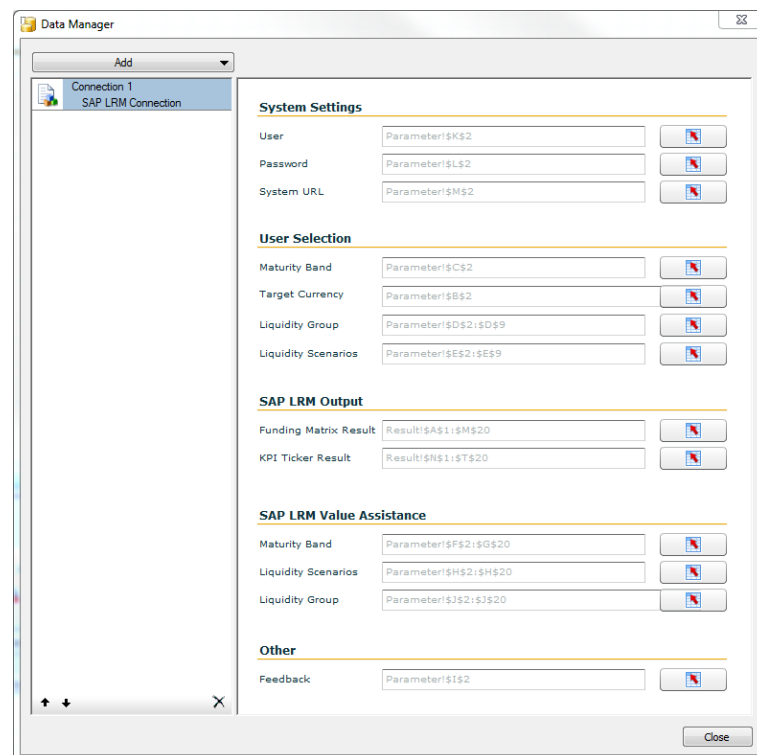 Data Manager
Add
Connection 1
SAP LRM Connection
System Settings
User Parameter!$K$2
Password Parameter!$L$2
System URL Parameter!$M$2
User Selection
Maturity Band Parameter!$C$2
Target Currency Parameter!$B$2
Liquidity Group Parameter!$D$2:$D$9
Liquidity Scenarios Parameter!$E$2:$E$9
SAP LRM Output
Funding Matrix Result Result!$A$1:$M$20
KPI Ticker Result Result!$N$1:$T$20
SAP LRM Value Assistance
Maturity Band Parameter!$F$2:$G$20
Liquidity Scenarios Parameter!$H$2:$H$20
Liquidity Group Parameter!$J$2:$J$20
Other
Feedback Parameter!$I$2
Close